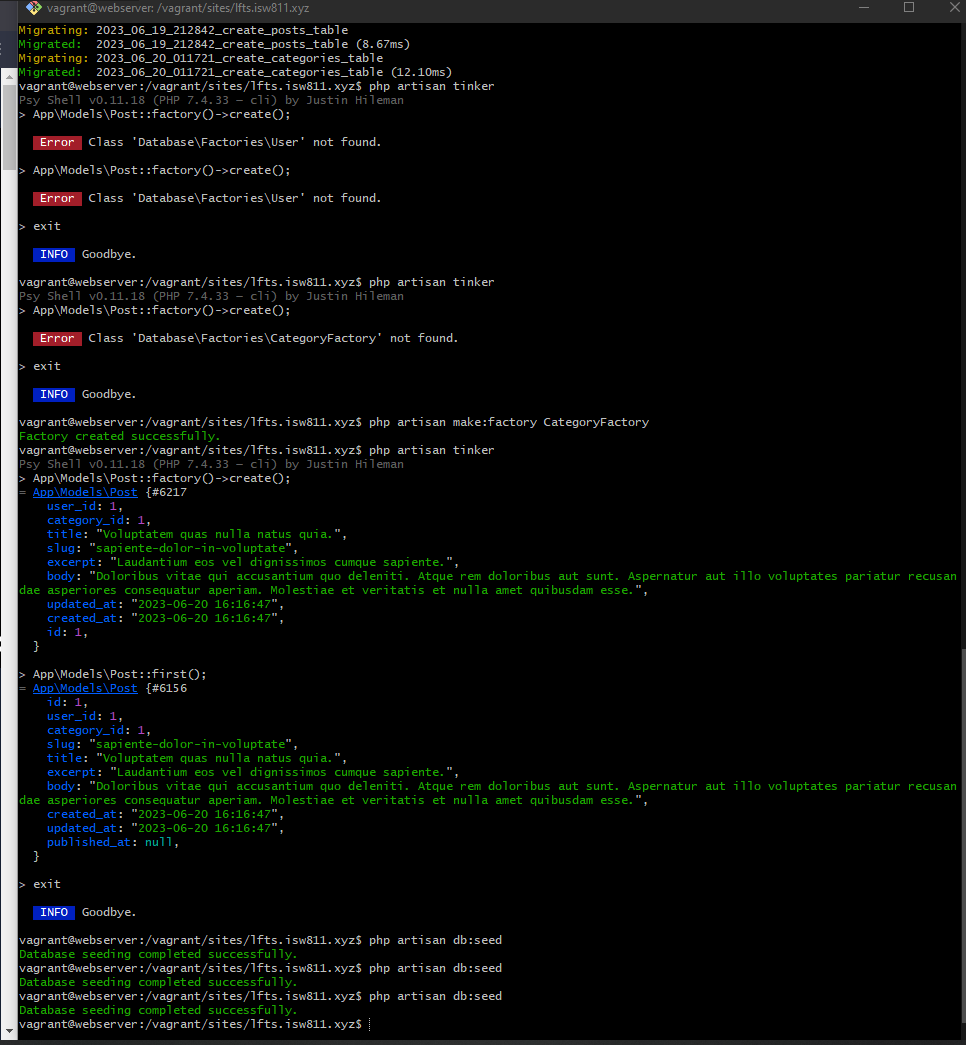 vagrant@webserver: /vagrant/sites/lfts.isw811.xyz
Migrating: 2023_06_19_212842_create_posts_table
Migrated:  2023_06_19_212842_create_posts_table (8.67ms)
Migrating: 2023_06_20_011721_create_categories_table
Migrated:  2023_06_20_011721_create_categories_table (12.10ms)
vagrant@webserver:/vagrant/sites/lfts.isw811.xyz$ php artisan tinker
Psy Shell v0.11.18 (PHP 7.4.33 — cli) by Justin Hileman
> App\Models\Post::factory()->create();
Error Class 'Database\Factories\User' not found.
> App\Models\Post::factory()->create();
Error Class 'Database\Factories\User' not found.
> exit
INFO Goodbye.
vagrant@webserver:/vagrant/sites/lfts.isw811.xyz$ php artisan tinker
Psy Shell v0.11.18 (PHP 7.4.33 — cli) by Justin Hileman
> App\Models\Post::factory()->create();
Error Class 'Database\Factories\CategoryFactory' not found.
> exit
INFO Goodbye.
vagrant@webserver:/vagrant/sites/lfts.isw811.xyz$ php artisan make:factory CategoryFactory
Factory created successfully.
vagrant@webserver:/vagrant/sites/lfts.isw811.xyz$ php artisan tinker
Psy Shell v0.11.18 (PHP 7.4.33 — cli) by Justin Hileman
> App\Models\Post::factory()->create();
= App\Models\Post {#6217
user_id: 1,
category_id: 1,
title: "Voluptatem quas nulla natus quia.",
slug: "sapiente-dolor-in-voluptate",
excerpt: "Laudantium eos vel dignissimos cumque sapiente.",
body: "Doloribus vitae qui accusantium quo deleniti. Atque rem doloribus aut sunt. Aspernatur aut illo voluptates pariatur recusan
dae asperiores consequatur aperiam. Molestiae et veritatis et nulla amet quibusdam esse.",
updated_at: "2023-06-20 16:16:47",
created_at: "2023-06-20 16:16:47",
id: 1,
}
> App\Models\Post::first();
= App\Models\Post {#6156
id: 1,
user_id: 1,
category_id: 1,
slug: "sapiente-dolor-in-voluptate",
title: "Voluptatem quas nulla natus quia.",
excerpt: "Laudantium eos vel dignissimos cumque sapiente.",
body: "Doloribus vitae qui accusantium quo deleniti. Atque rem doloribus aut sunt. Aspernatur aut illo voluptates pariatur recusan
dae asperiores consequatur aperiam. Molestiae et veritatis et nulla amet quibusdam esse.",
created_at: "2023-06-20 16:16:47",
updated_at: "2023-06-20 16:16:47",
published_at: null,
}
> exit
INFO Goodbye.
vagrant@webserver:/vagrant/sites/lfts.isw811.xyz$ php artisan db:seed
Database seeding completed successfully.
vagrant@webserver:/vagrant/sites/lfts.isw811.xyz$ php artisan db:seed
Database seeding completed successfully.
vagrant@webserver:/vagrant/sites/lfts.isw811.xyz$ php artisan db:seed
Database seeding completed successfully.
vagrant@webserver:/vagrant/sites/lfts.isw811.xyz$